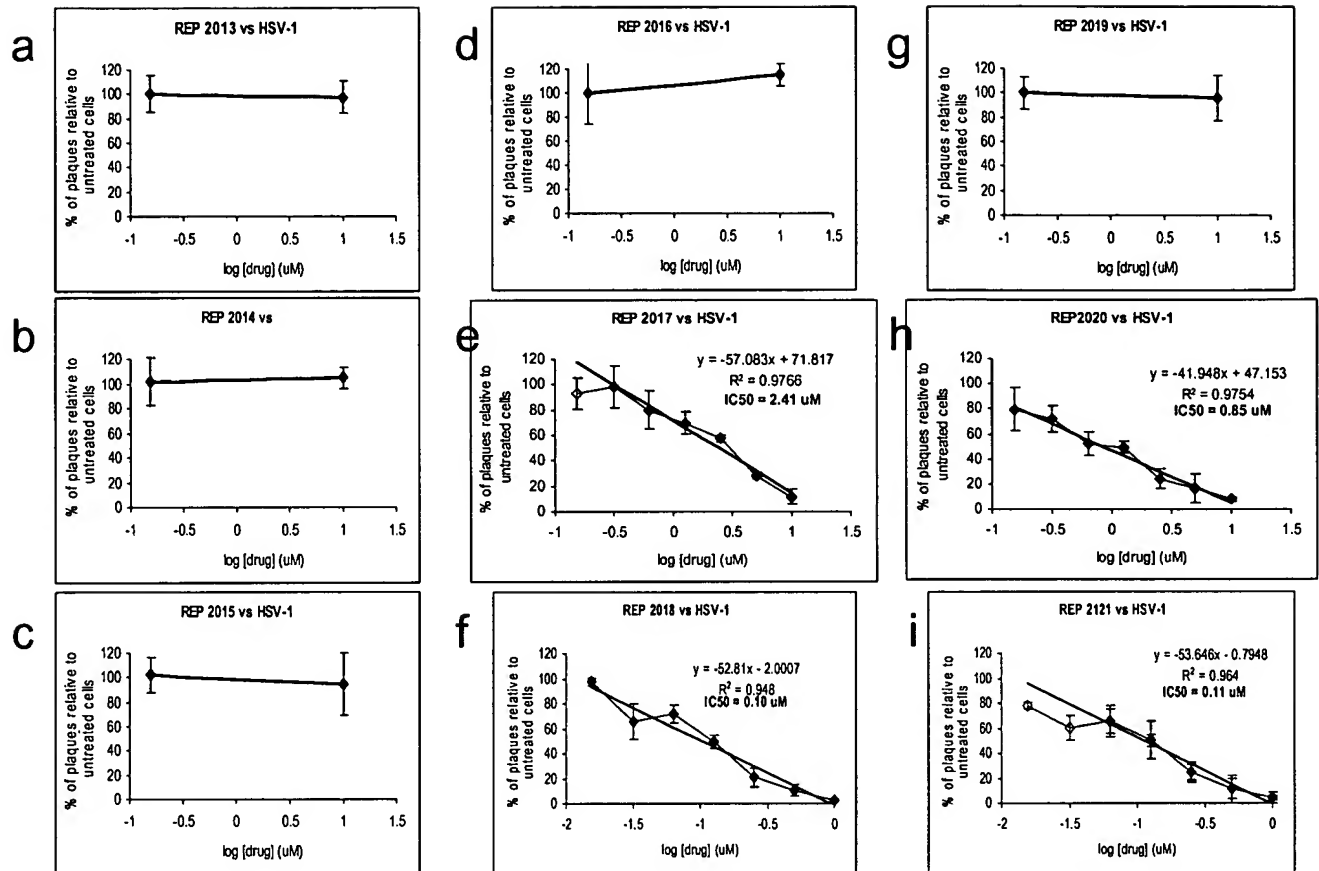 a
REP 2013 vs HSV-1
% of plaques relative to
untreated cells
120
100
80
60
40
20
0
-1 -0.5 0 0.5 1 1.5
log [drug] (uM)
b
REP 2014 vs
% of plaques relative to
untreated cells
120
100
80
60
40
20
0
-1 -0.5 0 0.5 1 1.5
log [drug] (uM)
c
REP 2015 vs HSV-1
% of plaques relative to
untreated cells
120
100
80
60
40
20
0
-1 -0.5 0 0.5 1 1.5
log [drug] (uM)
d
REP 2016 vs HSV-1
% of plaques relative to
untreated cells
120
100
80
60
40
20
0
-1 -0.5 0 0.5 1 1.5
log [drug] (uM)
e
REP 2017 vs HSV-1
y = -57.083x + 71.817
R² = 0.9766
IC50 = 2.41 uM
% of plaques relative to
untreated cells
120
100
80
60
40
20
0
-1 -0.5 0 0.5 1 1.5
log [drug] (uM)
f
REP 2018 vs HSV-1
y = -52.81x - 2.0007
R² = 0.948
IC50 = 0.10 uM
% of plaques relative to
untreated cells
120
100
80
60
40
20
0
-2 -1.5 -1 -0.5 0
log [drug] (uM)
g
REP 2019 vs HSV-1
% of plaques relative to
untreated cells
120
100
80
60
40
20
0
-1 -0.5 0 0.5 1 1.5
log [drug] (uM)
h
REP2020 vs HSV-1
y = -41.948x + 47.153
R² = 0.9754
IC50 = 0.85 uM
% of plaques relative to
untreated cells
120
100
80
60
40
20
0
-1 -0.5 0 0.5 1 1.5
log [drug] (uM)
i
REP 2121 vs HSV-1
y = -53.646x - 0.7948
R² = 0.964
IC50 = 0.11 uM
% of plaques relative to
untreated cells
120
100
80
60
40
20
0
-2 -1.5 -1 -0.5 0
log [drug] (uM)